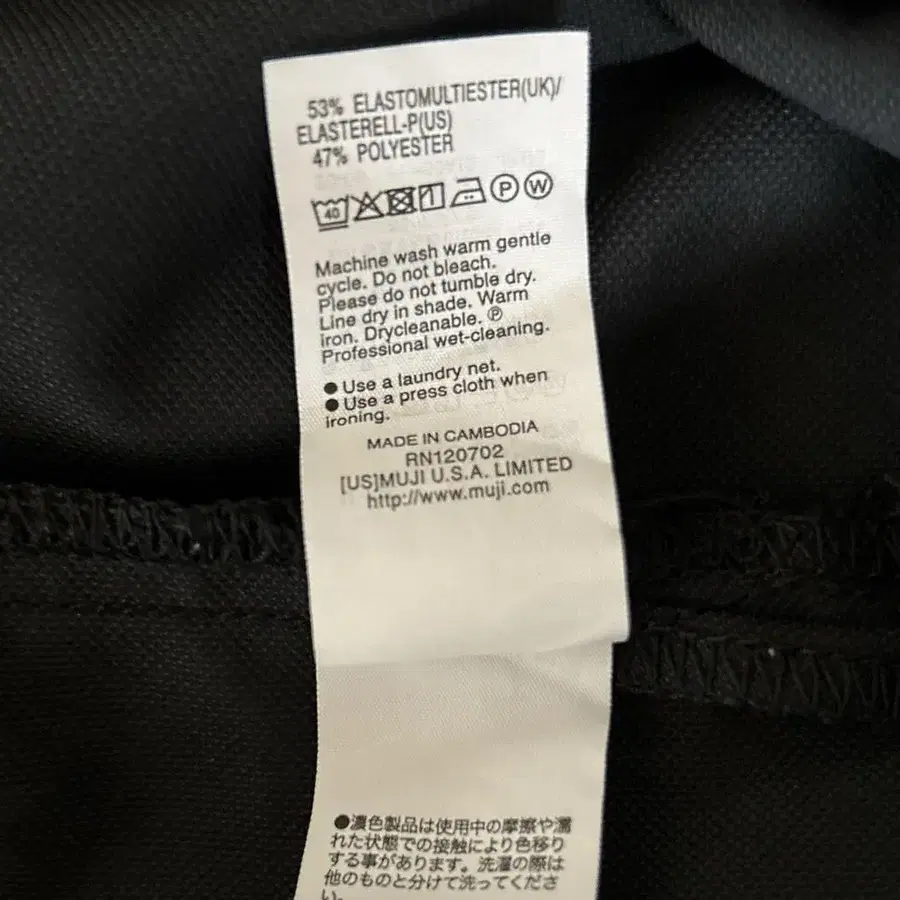 53% ELASTOMULTIESTER(UK)/
ELASTERELL-P(US)
47% POLYESTER
40 P W
Machine wash warm gentle
cycle. Do not bleach.
Please do not tumble dry.
Line dry in shade. Warm
iron. Drycleanable. Ⓟ
Professional wet-cleaning.
●Use a laundry net.
●Use a press cloth when
ironing.
MADE IN CAMBODIA
RN120702
[US]MUJI U.S.A. LIMITED
http://www.muji.com
●濃色製品は使用中の摩擦や濡
れた状態での接触により色移り
する事があります。洗濯の際は
他のものと分けて洗ってくださ
い。